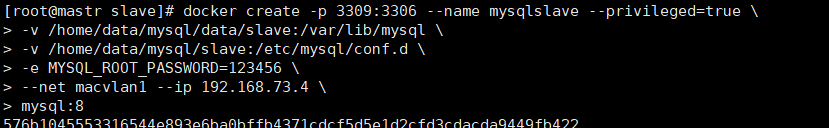 [root@mastr slave]# docker create -p 3309:3306 --name mysqlslave --privileged=true \
> -v /home/data/mysql/data/slave:/var/lib/mysql \
> -v /home/data/mysql/slave:/etc/mysql/conf.d \
> -e MYSQL_ROOT_PASSWORD=123456 \
> --net macvlan1 --ip 192.168.73.4 \
> mysql:8
576b1045553316544e893e6ba0bffb4371cdcf5d5e1d2cfd3cdacda9449fb422